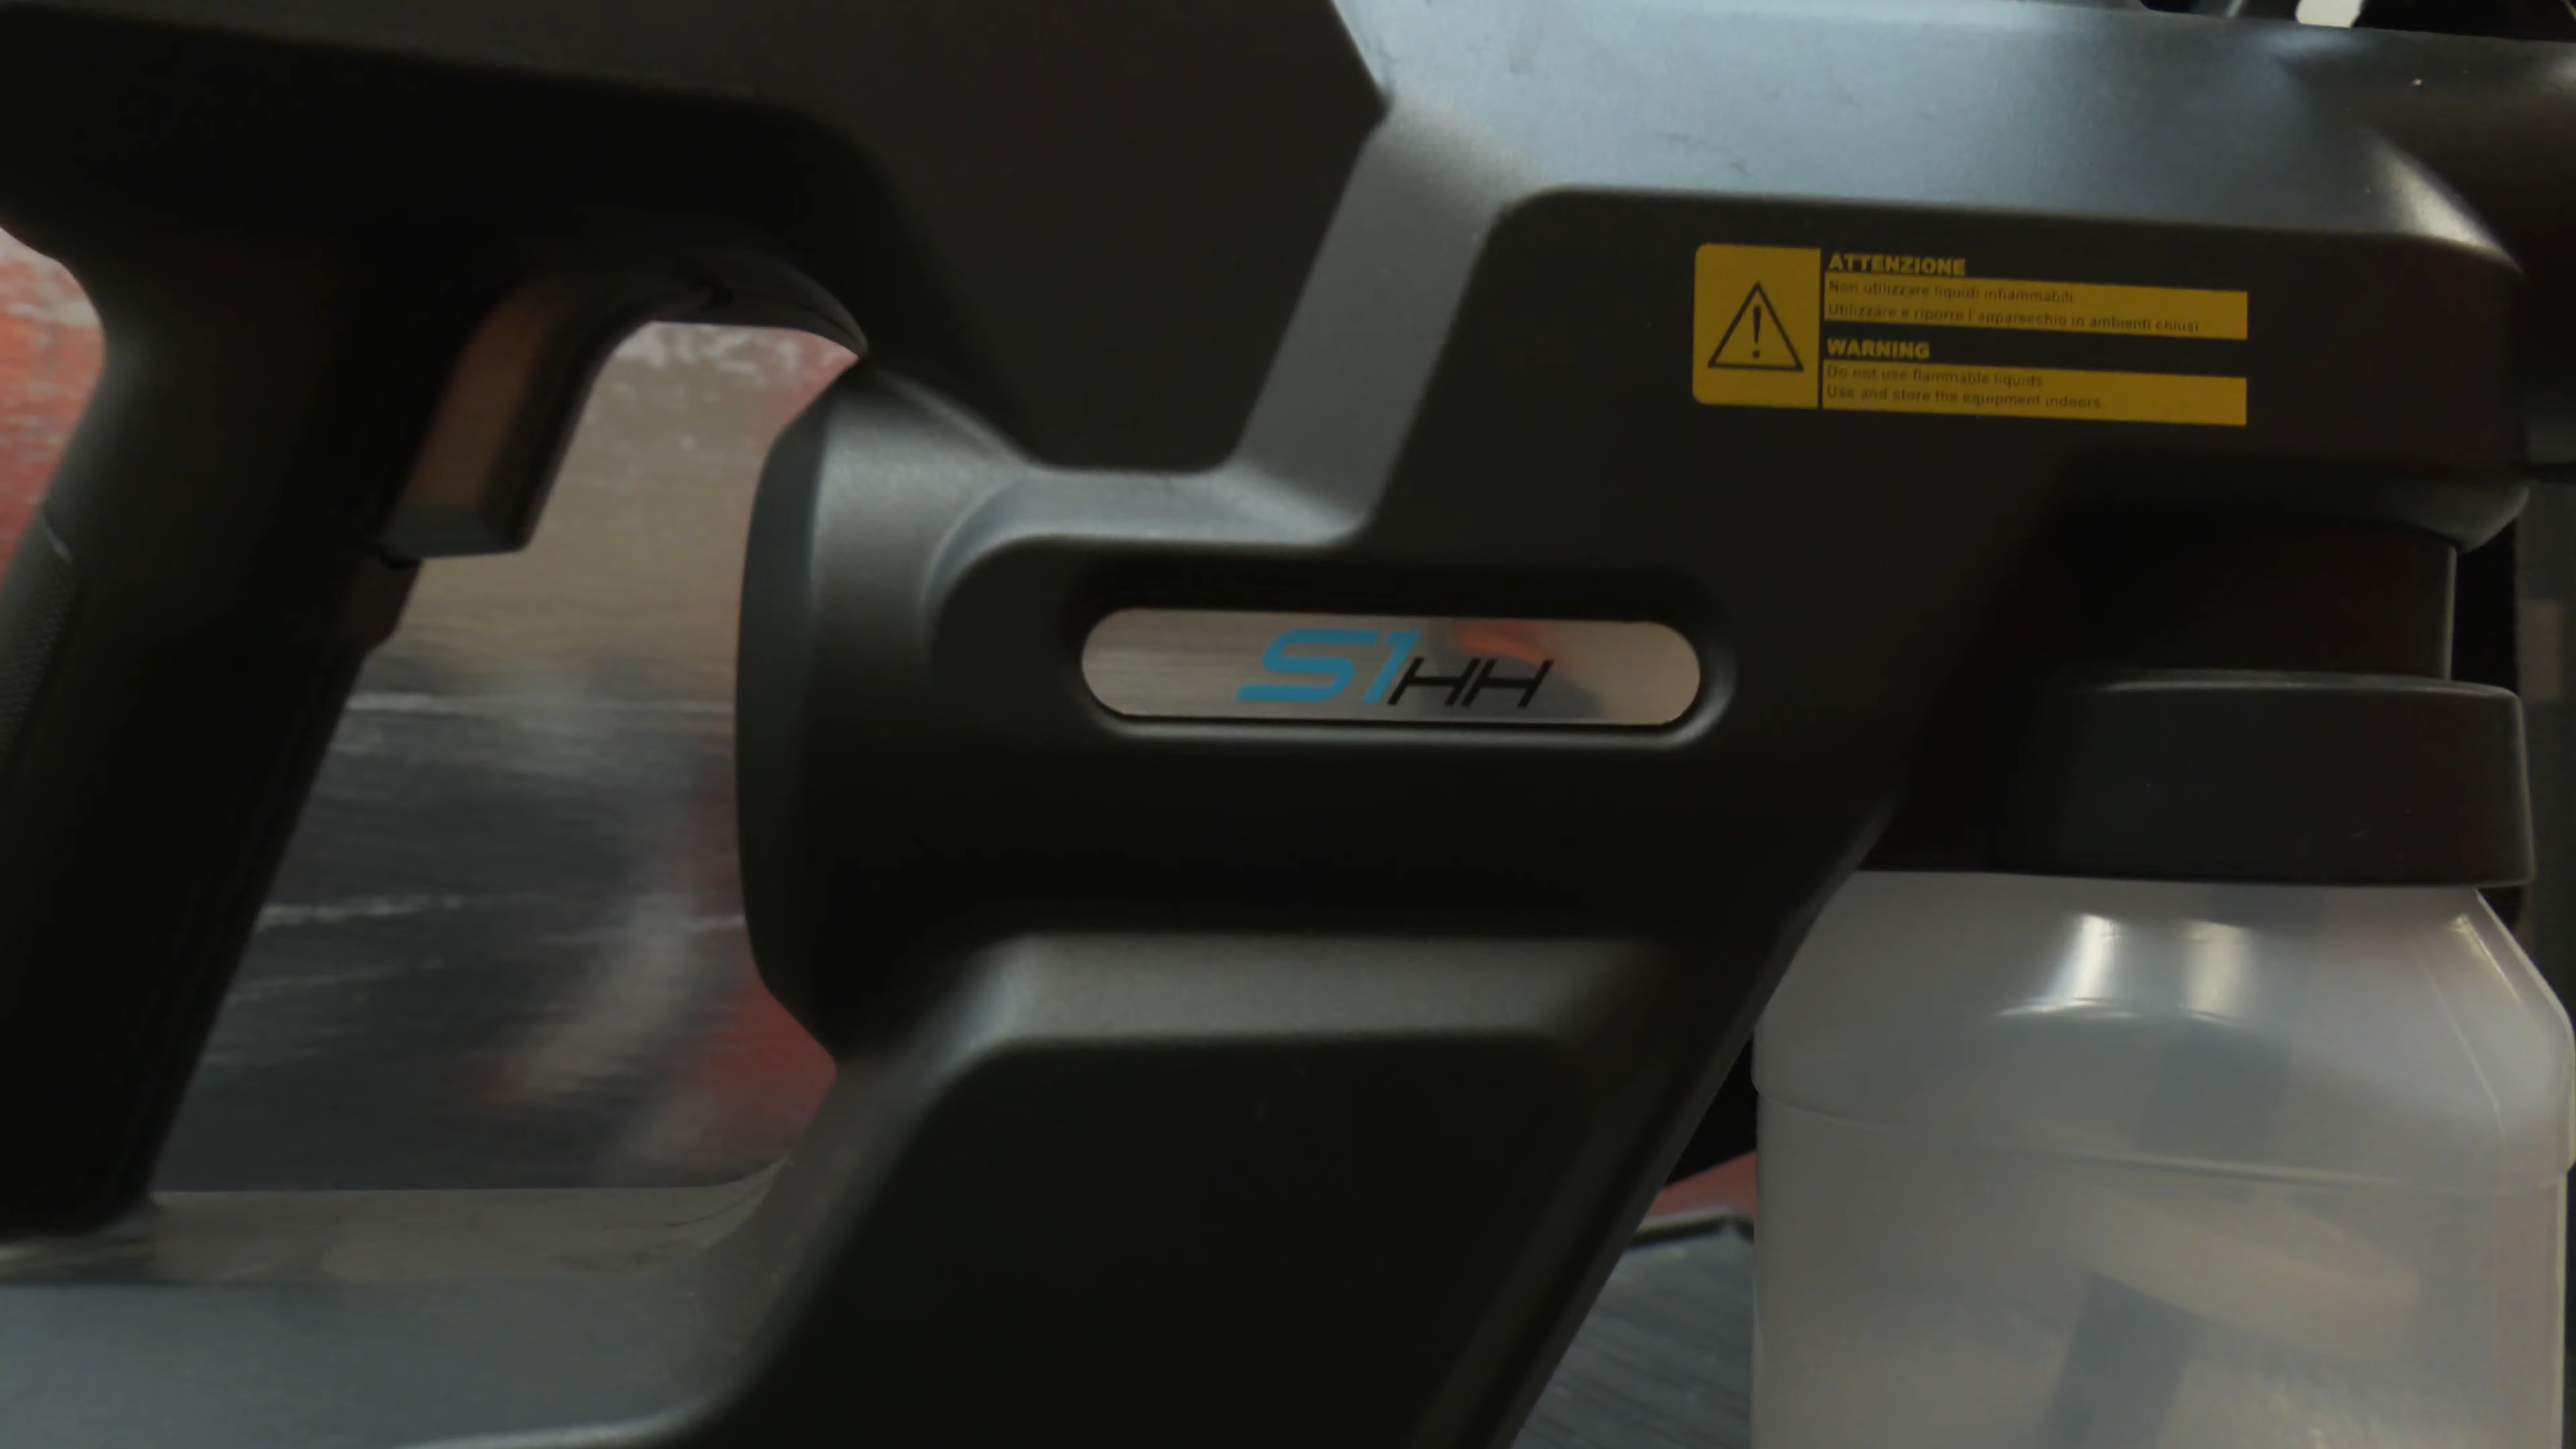 ATTENZIONE
Non utilizzare liquidi infiammabili
Utilizzare e riporre l'apparecchio in ambienti chiusi
WARNING
Do not use flammable liquids
Use and store the equipment indoors.
S1HH